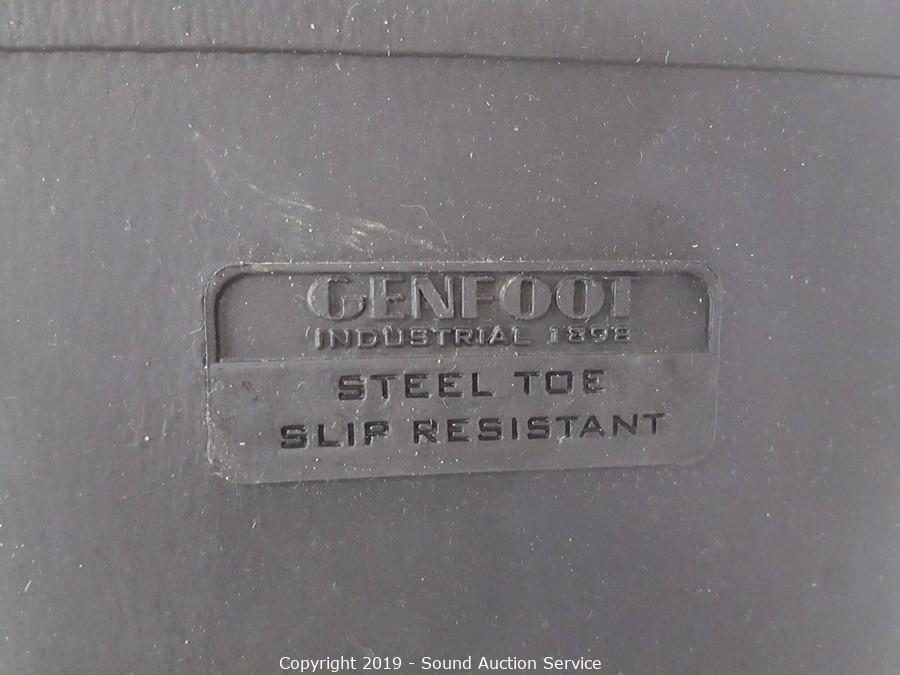 GENFOOT
INDUSTRIAL 1898
STEEL TOE
SLIP RESISTANT
Copyright 2019 - Sound Auction Service